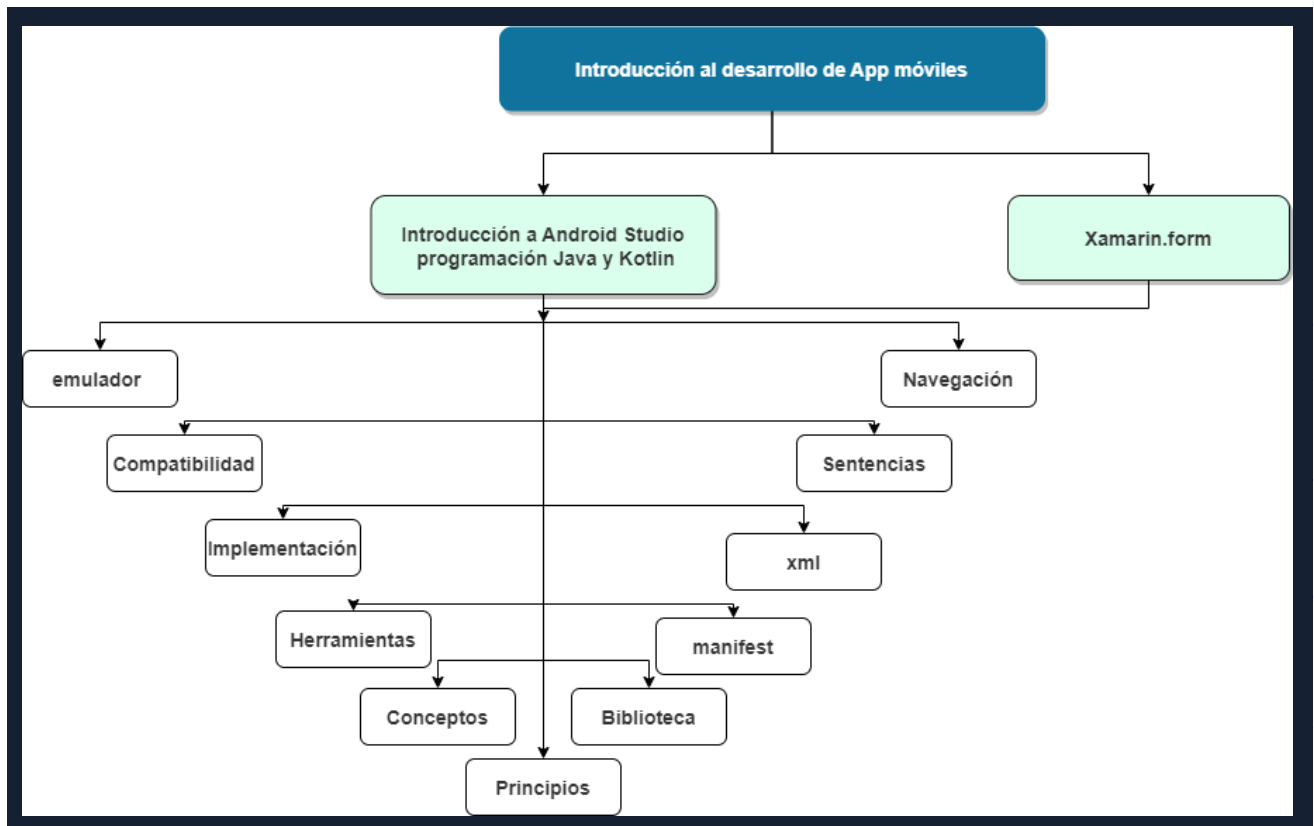 Introducción al desarrollo de App móviles
Introducción a Android Studio
programación Java y Kotlin
Xamarin.form
emulador
Navegación
Compatibilidad
Sentencias
Implementación
xml
Herramientas
manifest
Conceptos
Biblioteca
Principios